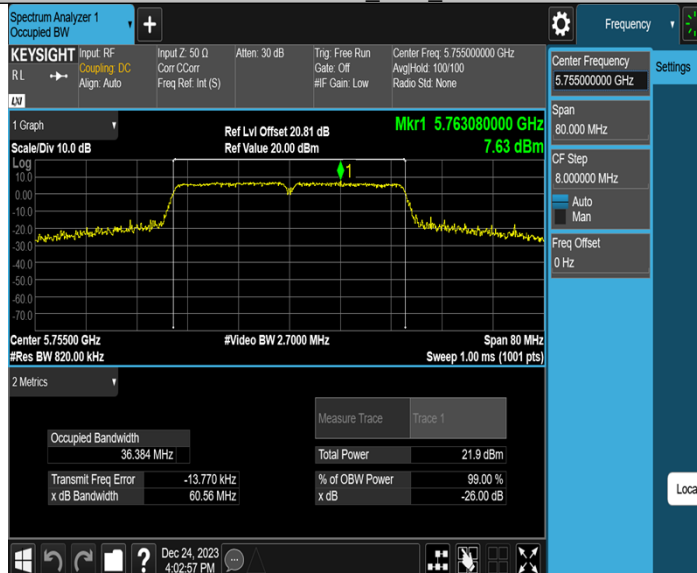 Spectrum Analyzer 1
Occupied BW
Frequency
KEYSIGHT
Input: RF
Coupling: DC
Align: Auto
Input Z: 50 Ω
Corr CCorr
Freq Ref: Int (S)
Atten: 30 dB
Trig: Free Run
Gate: Off
#IF Gain: Low
Center Freq: 5.755000000 GHz
Avg|Hold: 100/100
Radio Std: None
RL
LXI
Center Frequency
5.755000000 GHz
Settings
Span
80.000 MHz
CF Step
8.000000 MHz
Auto
Man
Freq Offset
0 Hz
1 Graph
Scale/Div 10.0 dB
Ref Lvl Offset 20.81 dB
Ref Value 20.00 dBm
Mkr1 5.763080000 GHz
7.63 dBm
Log
10.0
0.00
-10.0
-20.0
-30.0
-40.0
-50.0
-60.0
-70.0
1
Center 5.75500 GHz
#Res BW 820.00 kHz
#Video BW 2.7000 MHz
Span 80 MHz
Sweep 1.00 ms (1001 pts)
2 Metrics
Measure Trace
Trace 1
Occupied Bandwidth
36.384 MHz
Total Power
21.9 dBm
Transmit Freq Error
-13.770 kHz
% of OBW Power
99.00 %
x dB Bandwidth
60.56 MHz
x dB
-26.00 dB
Loca
Dec 24, 2023
4:02:57 PM